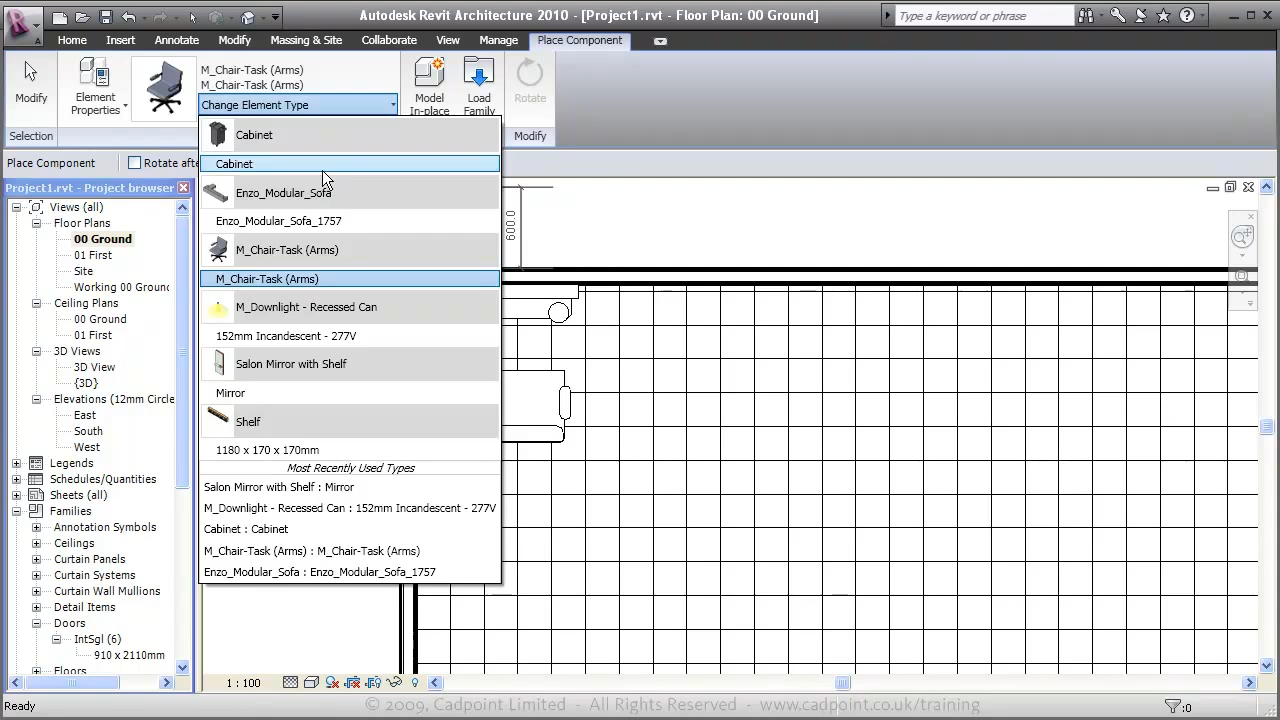 Autodesk Revit Architecture 2010 - [Project1.rvt - Floor Plan: 00 Ground]
Type a keyword or phrase
Home Insert Annotate Modify Massing & Site Collaborate View Manage Place Component
Modify
Element
Properties
M_Chair-Task (Arms)
M_Chair-Task (Arms)
Change Element Type
Model
In-place
Load
Family
Rotate
Selection
Modify
Place Component
Rotate afte
Project1.rvt - Project browser
Views (all)
Floor Plans
00 Ground
01 First
Site
Working 00 Ground
Ceiling Plans
00 Ground
01 First
3D Views
3D View
{3D}
Elevations (12mm Circle
East
South
West
Legends
Schedules/Quantities
Sheets (all)
Families
Annotation Symbols
Ceilings
Curtain Panels
Curtain Systems
Curtain Wall Mullions
Detail Items
Doors
IntSgl (6)
910 x 2110mm
Floors
Cabinet
Cabinet
Enzo_Modular_Sofa
Enzo_Modular_Sofa_1757
M_Chair-Task (Arms)
M_Chair-Task (Arms)
M_Downlight - Recessed Can
152mm Incandescent - 277V
Salon Mirror with Shelf
Mirror
Shelf
1180 x 170 x 170mm
Most Recently Used Types
Salon Mirror with Shelf : Mirror
M_Downlight - Recessed Can : 152mm Incandescent - 277V
Cabinet : Cabinet
M_Chair-Task (Arms) : M_Chair-Task (Arms)
Enzo_Modular_Sofa : Enzo_Modular_Sofa_1757
600.0
1 : 100
Ready
© 2009, Cadpoint Limited - All Rights Reserved - www.cadpoint.co.uk/training
:0